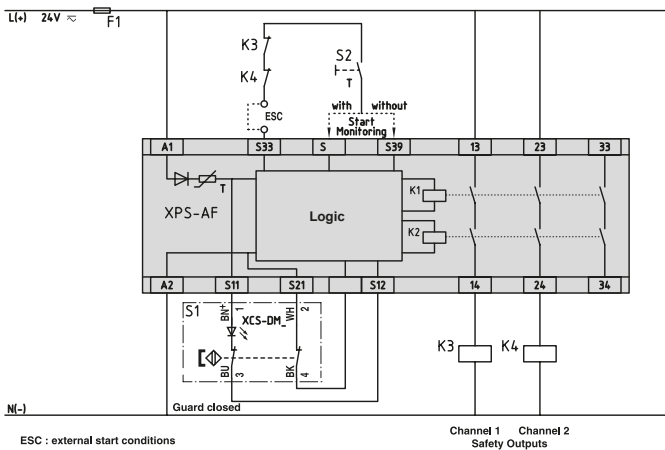 L(+) 24V ⎓ F1
K3
K4
S2
T
ESC
with without
Start
Monitoring
A1 S33 S S39 13 23 33
T
XPS-AF
Logic
K1
K2
A2 S11 S21 S12 14 24 34
S1
BN+ 1
XCS-DM_
WH 2
BU 3
BK 4
K3 K4
Guard closed
N(-)
ESC : external start conditions
Channel 1 Channel 2
Safety Outputs